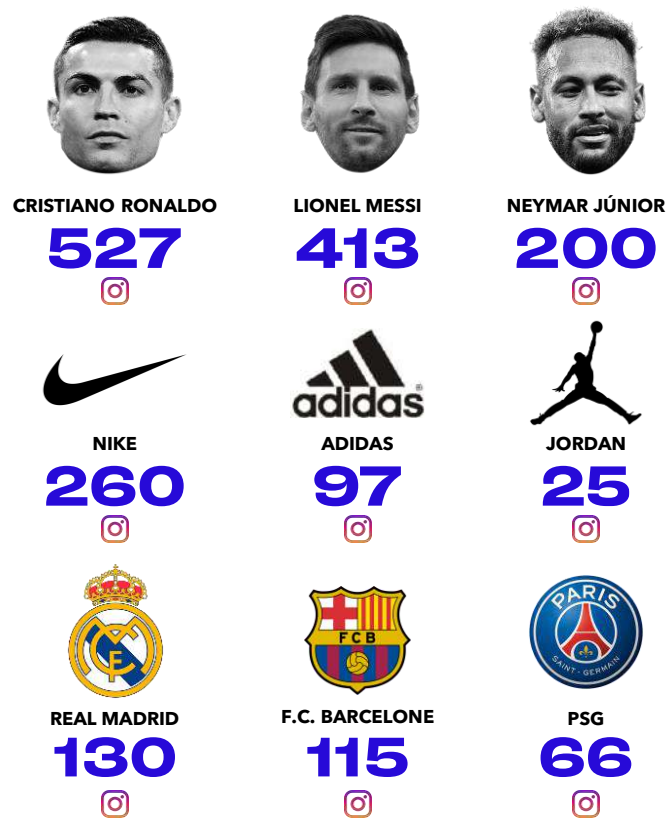 CRISTIANO RONALDO
LIONEL MESSI
NEYMAR JÚNIOR
527
413
200
adidas®
NIKE
ADIDAS
JORDAN
260
97
25
FCB
PARIS
SAINT-GERMAIN
REAL MADRID
F.C. BARCELONE
PSG
130
115
66